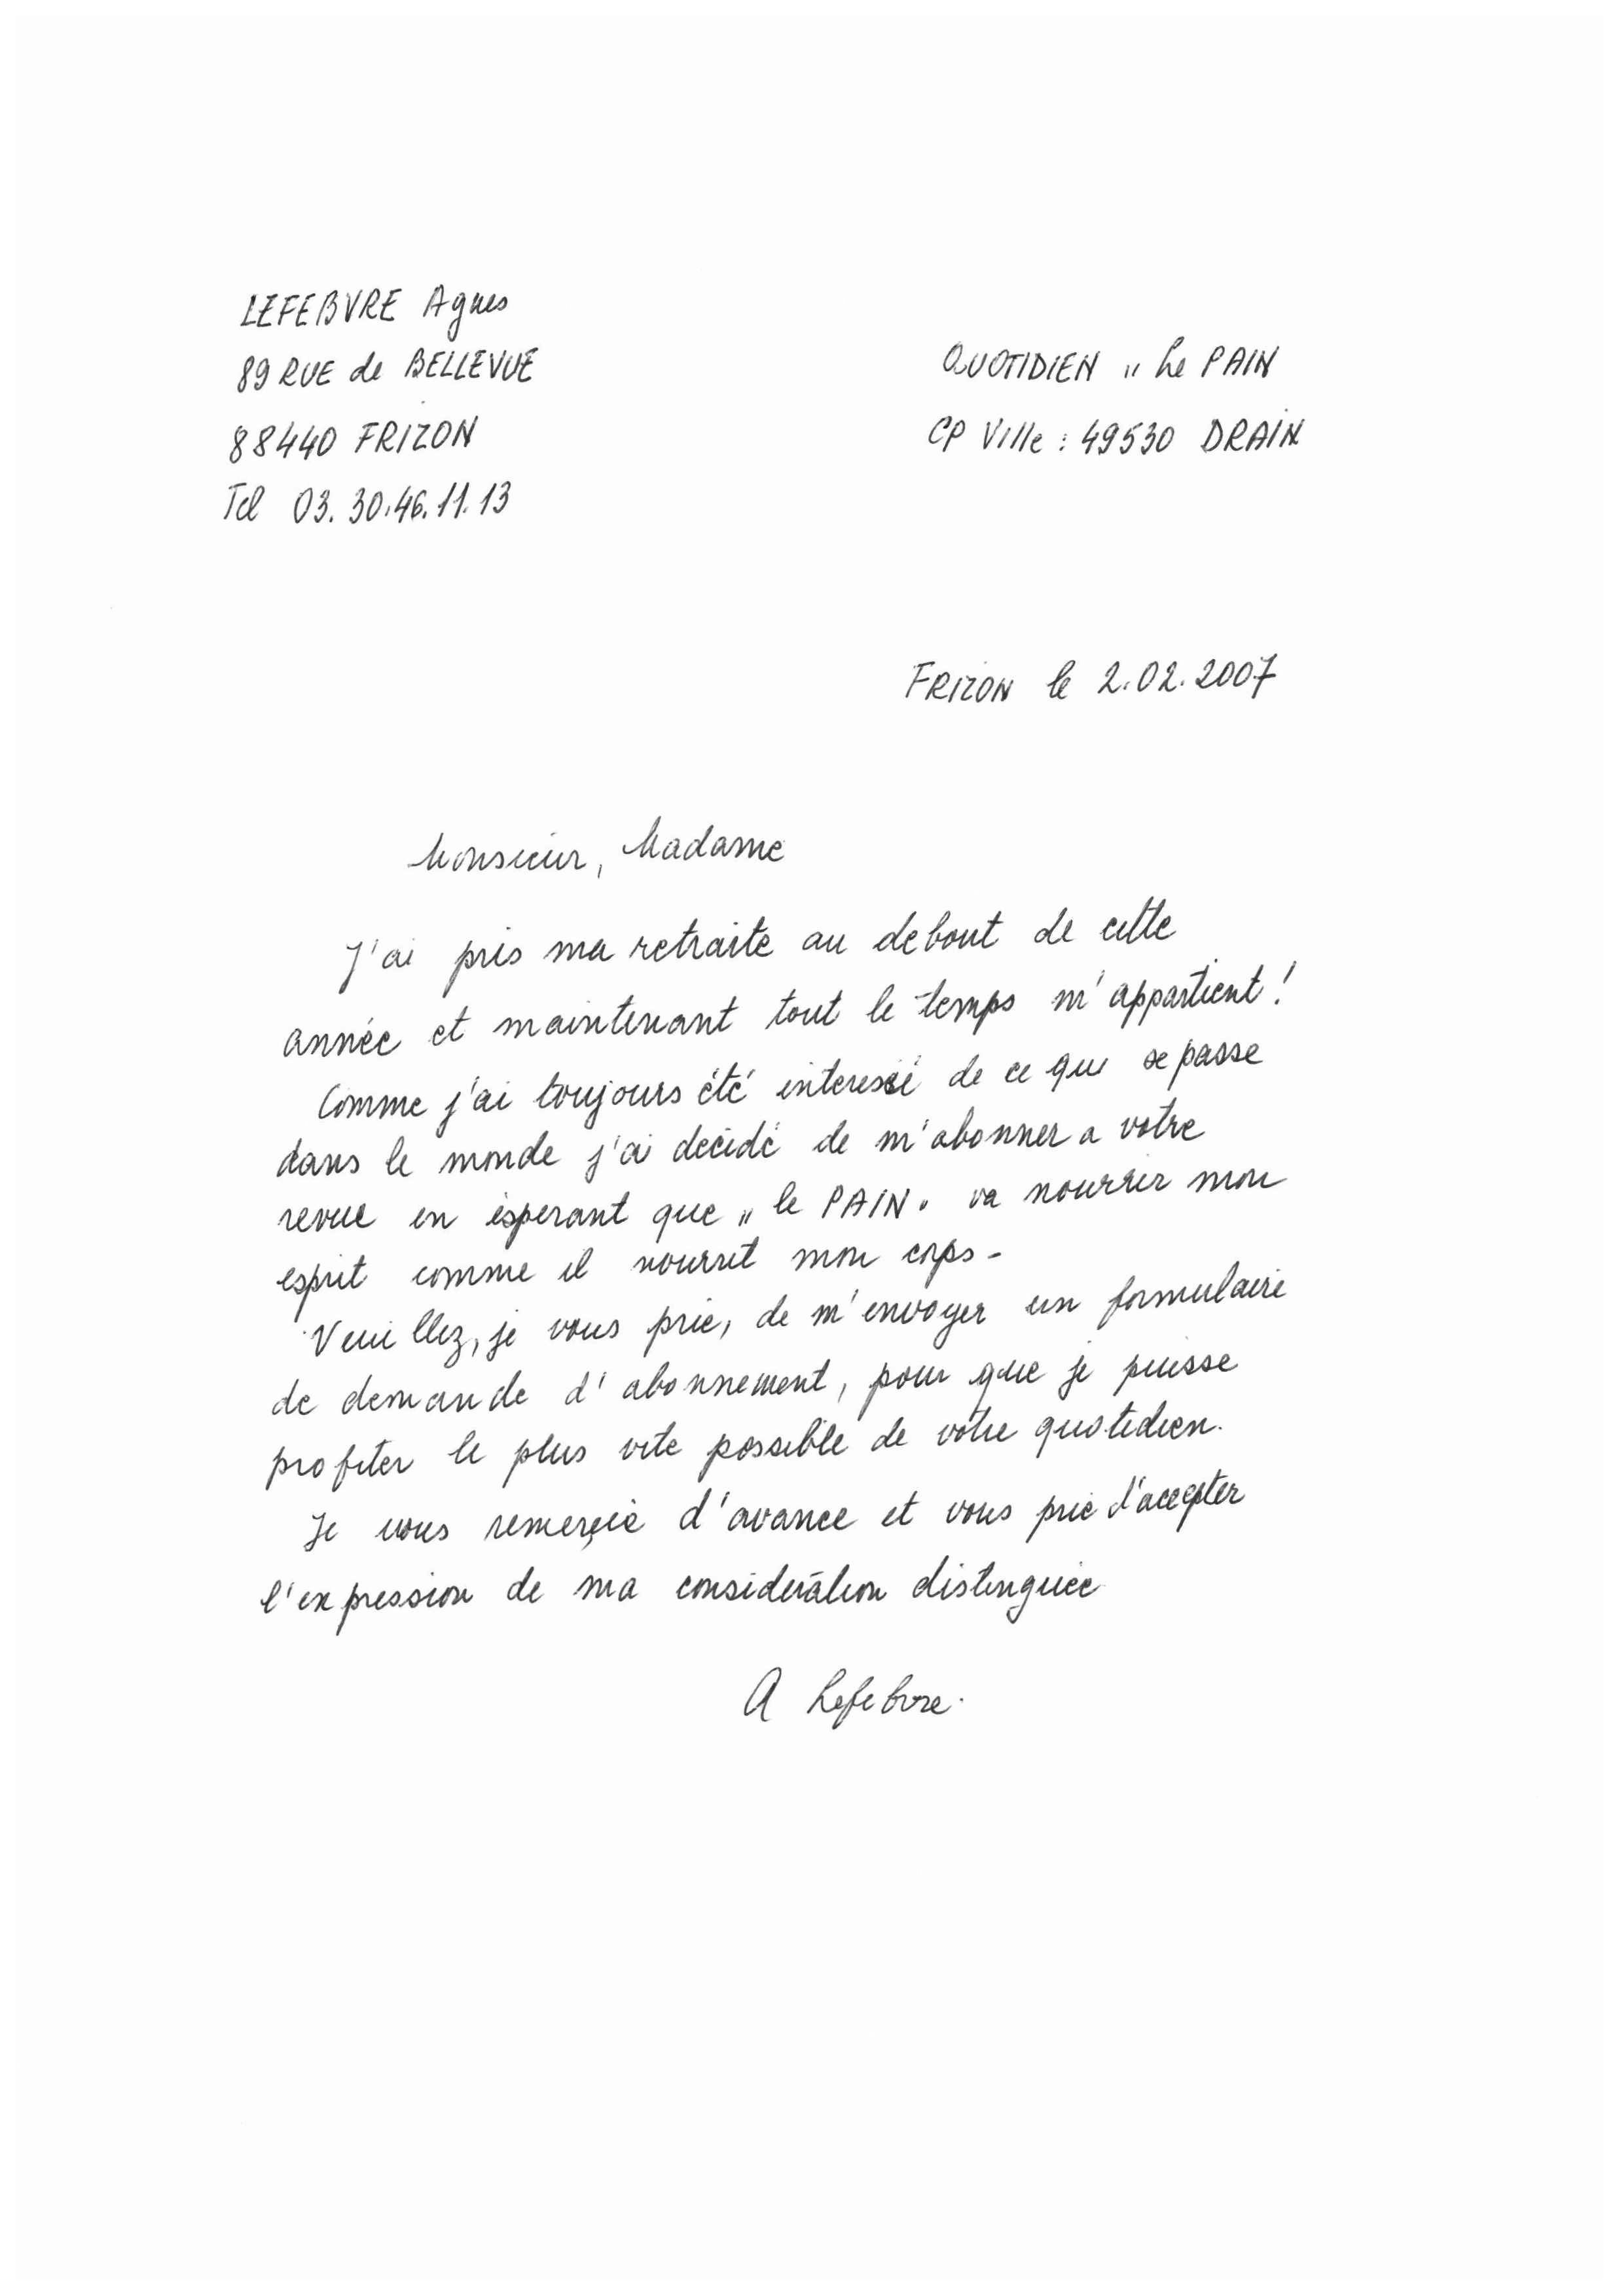 LEFEBVRE Agnes
89 RUE de BELLEVUE
88440 FRIZON
Tel 03.30.46.11.13
QUOTIDIEN „ Le PAIN
CP Ville : 49530 DRAIN
FRIZON le 2.02.2007
Monsieur, Madame
J'ai pris ma retraite au debout de cette
année et maintenant tout le temps m'appartient !
Comme j'ai toujours été interessé de ce qui se passe
dans le monde j'ai decidé de m'abonner a votre
revue en esperant que „ le PAIN " va nourrir mon
esprit comme il nourrit mon corps -
Veuillez, je vous prie, de m'envoyer un formulaire
de demande d'abonnement, pour que je puisse
profiter le plus vite possible de votre quotidien.
Je vous remerçie d'avance et vous prie d'accepter
l'expression de ma consideration distinguée
A Lefebvre.